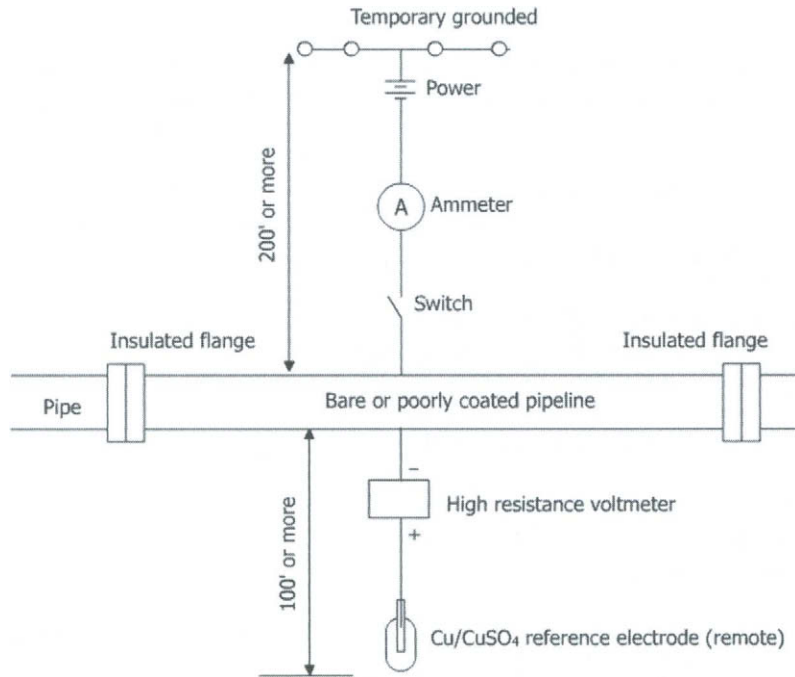 Temporary grounded
Power
200' or more
A
Ammeter
Switch
Insulated flange
Insulated flange
Pipe
Bare or poorly coated pipeline
−
High resistance voltmeter
+
100' or more
Cu/CuSO₄ reference electrode (remote)